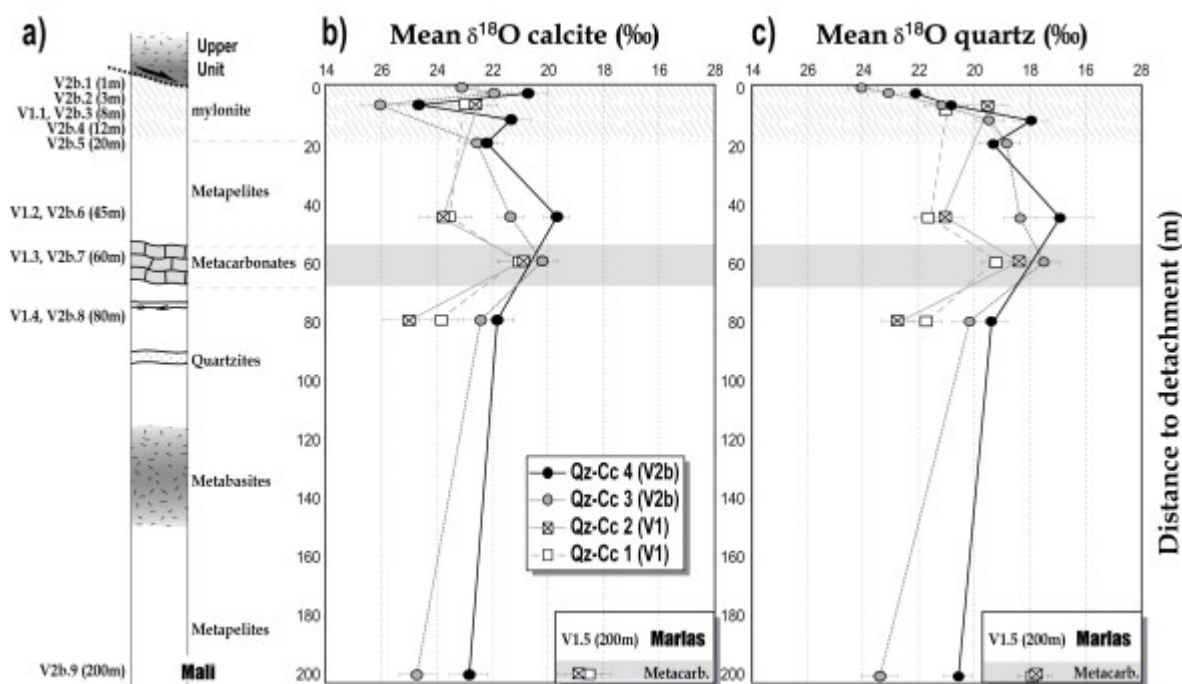 a)
Upper
Unit
V2b.1 (1m)
V2b.2 (3m)
V1.1, V2b.3 (8m)
V2b.4 (12m)
V2b.5 (20m)
mylonite
Metapelites
V1.2, V2b.6 (45m)
V1.3, V2b.7 (60m)
Metacarbonates
V1.4, V2b.8 (80m)
Quartzites
Metabasites
Metapelites
V2b.9 (200m)
Mali
b) Mean δ18O calcite (‰)
14 26 24 22 20 16 28
0
20
40
60
80
100
120
140
160
180
200
Qz-Cc 4 (V2b)
Qz-Cc 3 (V2b)
Qz-Cc 2 (V1)
Qz-Cc 1 (V1)
V1.5 (200m) Marlas
Metacarb.
c) Mean δ18O quartz (‰)
14 26 24 22 20 18 16 28
0
20
40
60
80
100
120
140
160
180
200
V1.5 (200m) Marlas
Metacarb.
Distance to detachment (m)